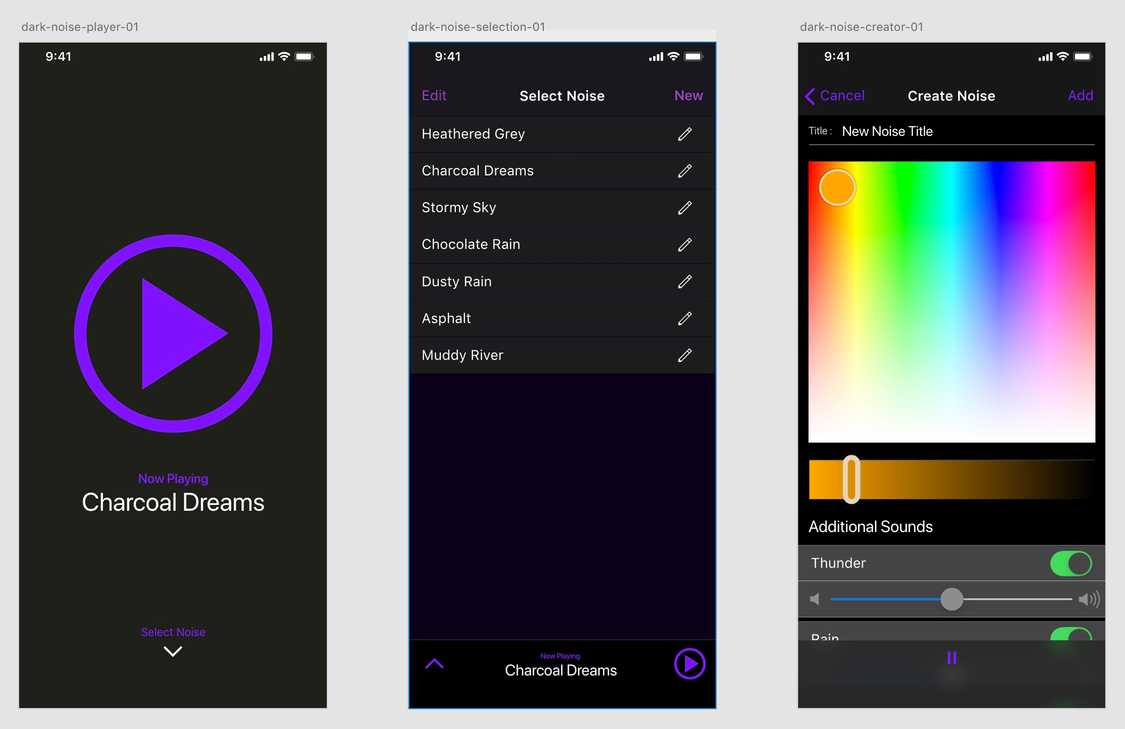 dark-noise-player-01
9:41
Now Playing
Charcoal Dreams
Select Noise
dark-noise-selection-01
9:41
Edit
Select Noise
New
Heathered Grey
Charcoal Dreams
Stormy Sky
Chocolate Rain
Dusty Rain
Asphalt
Muddy River
Now Playing
Charcoal Dreams
dark-noise-creator-01
9:41
Cancel
Create Noise
Add
Title : New Noise Title
Additional Sounds
Thunder
Rain